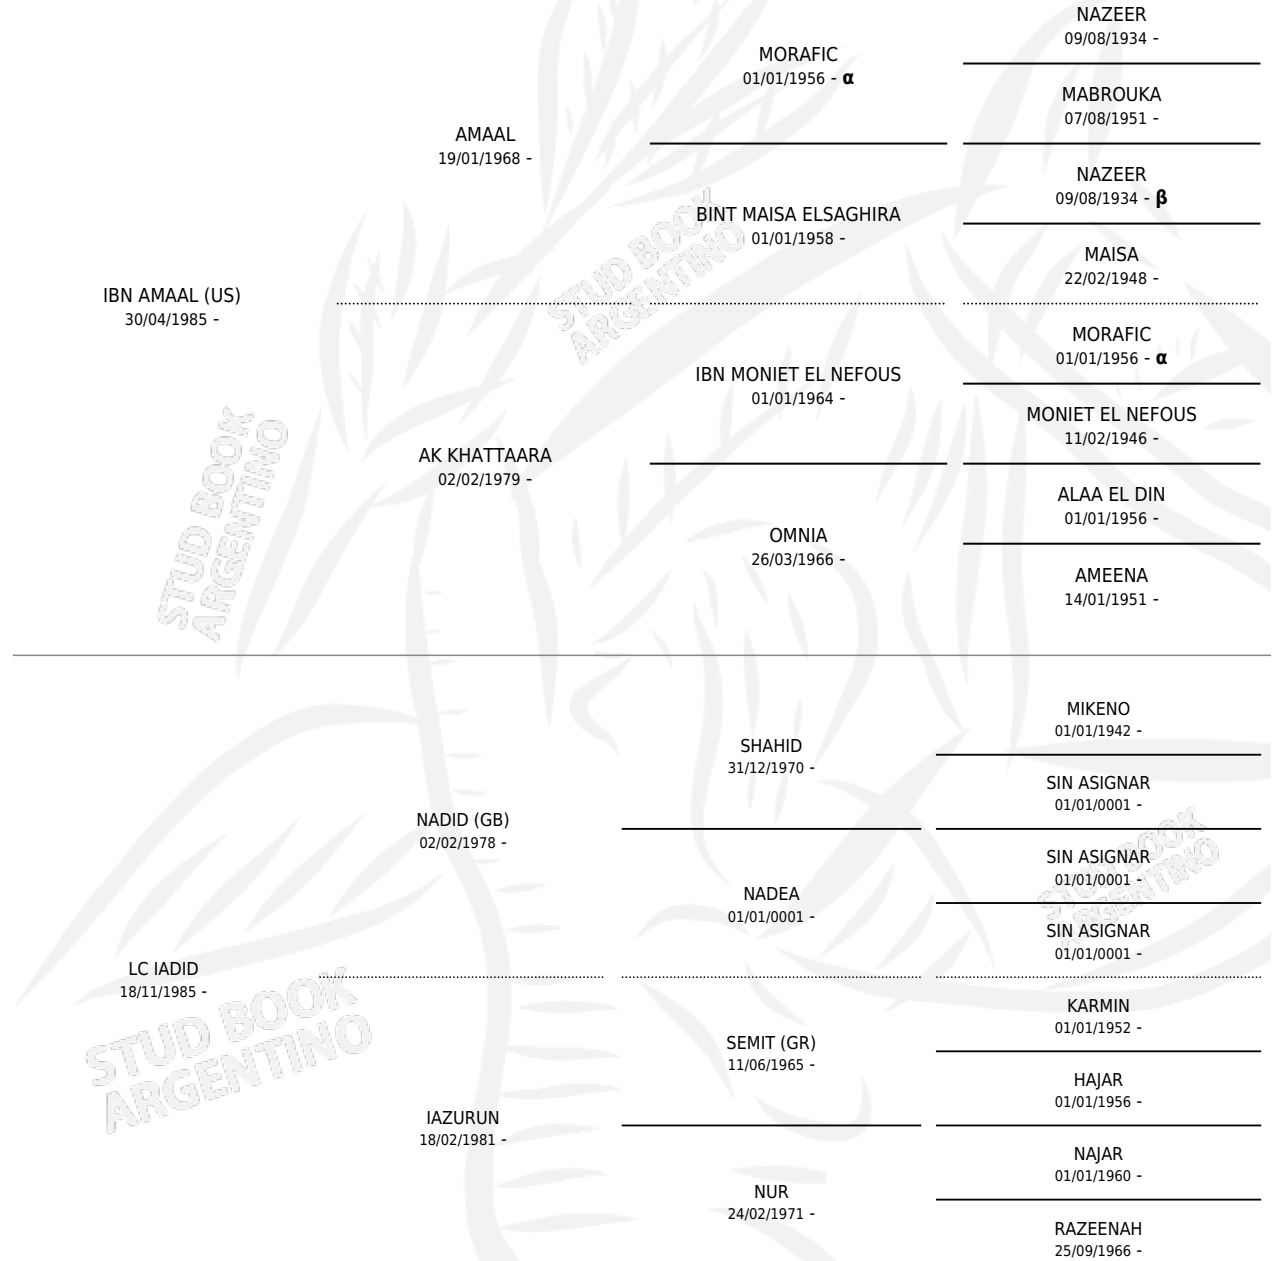 NAZEER
09/08/1934 -
MORAFIC
01/01/1956 - α
MABROUKA
07/08/1951 -
AMAAL
19/01/1968 -
NAZEER
09/08/1934 - β
BINT MAISA ELSAGHIRA
01/01/1958 -
MAISA
22/02/1948 -
STUD BOOK
ARGENTINO
IBN AMAAL (US)
30/04/1985 -
MORAFIC
01/01/1956 - α
IBN MONIET EL NEFOUS
01/01/1964 -
MONIET EL NEFOUS
11/02/1946 -
AK KHATTAARA
02/02/1979 -
ALAA EL DIN
01/01/1956 -
OMNIA
26/03/1966 -
AMEENA
14/01/1951 -
STUD BOOK
ARGENTINO
MIKENO
01/01/1942 -
SHAHID
31/12/1970 -
SIN ASIGNAR
01/01/0001 -
NADID (GB)
02/02/1978 -
SIN ASIGNAR
01/01/0001 -
NADEA
01/01/0001 -
SIN ASIGNAR
01/01/0001 -
STUD BOOK
ARGENTINO
LC IADID
18/11/1985 -
KARMIN
01/01/1952 -
SEMIT (GR)
11/06/1965 -
HAJAR
01/01/1956 -
IAZURUN
18/02/1981 -
NAJAR
01/01/1960 -
NUR
24/02/1971 -
RAZEENAH
25/09/1966 -
STUD BOOK
ARGENTINO